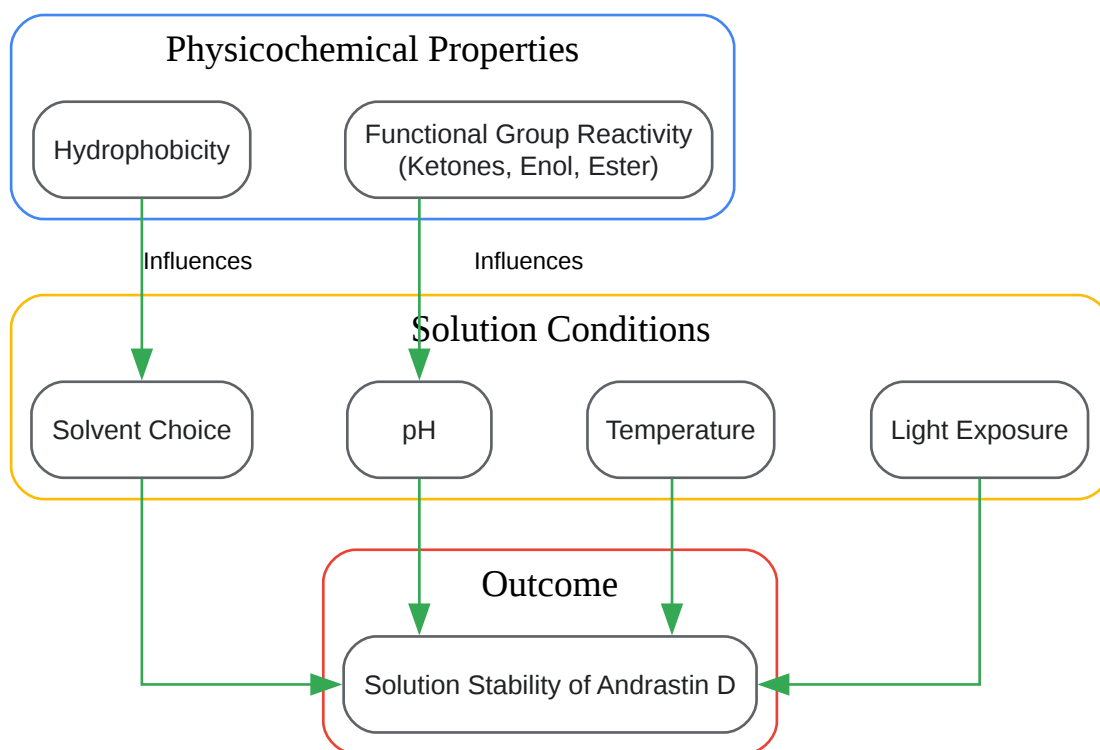 Physicochemical Properties
Hydrophobicity
Functional Group Reactivity
(Ketones, Enol, Ester)
Influences
Influences
Solution Conditions
Solvent Choice
pH
Temperature
Light Exposure
Outcome
Solution Stability of Andrastin D